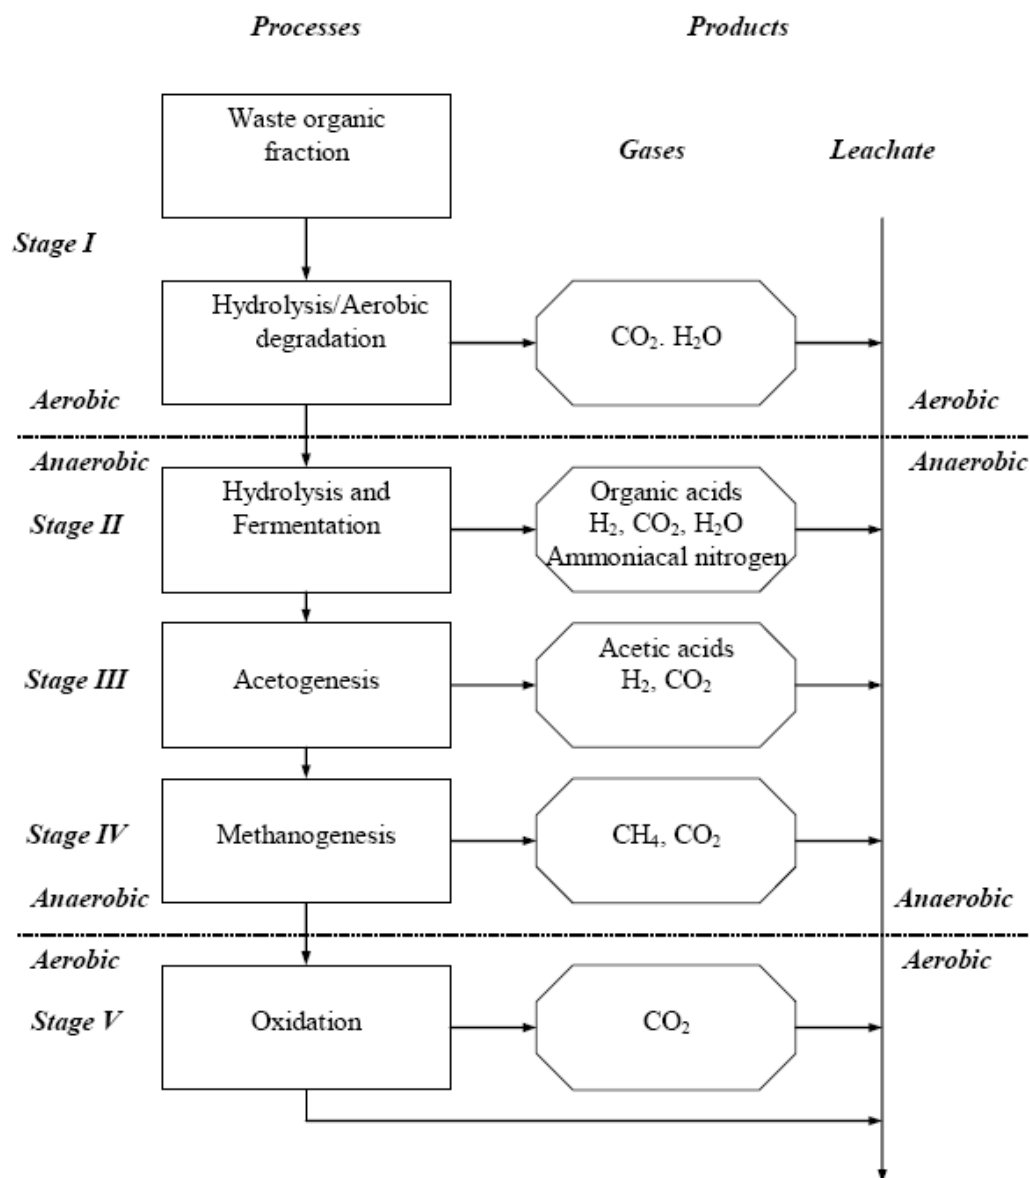 Processes
Products
Waste organic
fraction
Gases
Leachate
Stage I
Hydrolysis/Aerobic
degradation
CO₂. H₂O
Aerobic
Aerobic
Anaerobic
Anaerobic
Stage II
Hydrolysis and
Fermentation
Organic acids
H₂, CO₂, H₂O
Ammoniacal nitrogen
Stage III
Acetogenesis
Acetic acids
H₂, CO₂
Stage IV
Methanogenesis
CH₄, CO₂
Anaerobic
Anaerobic
Aerobic
Aerobic
Stage V
Oxidation
CO₂